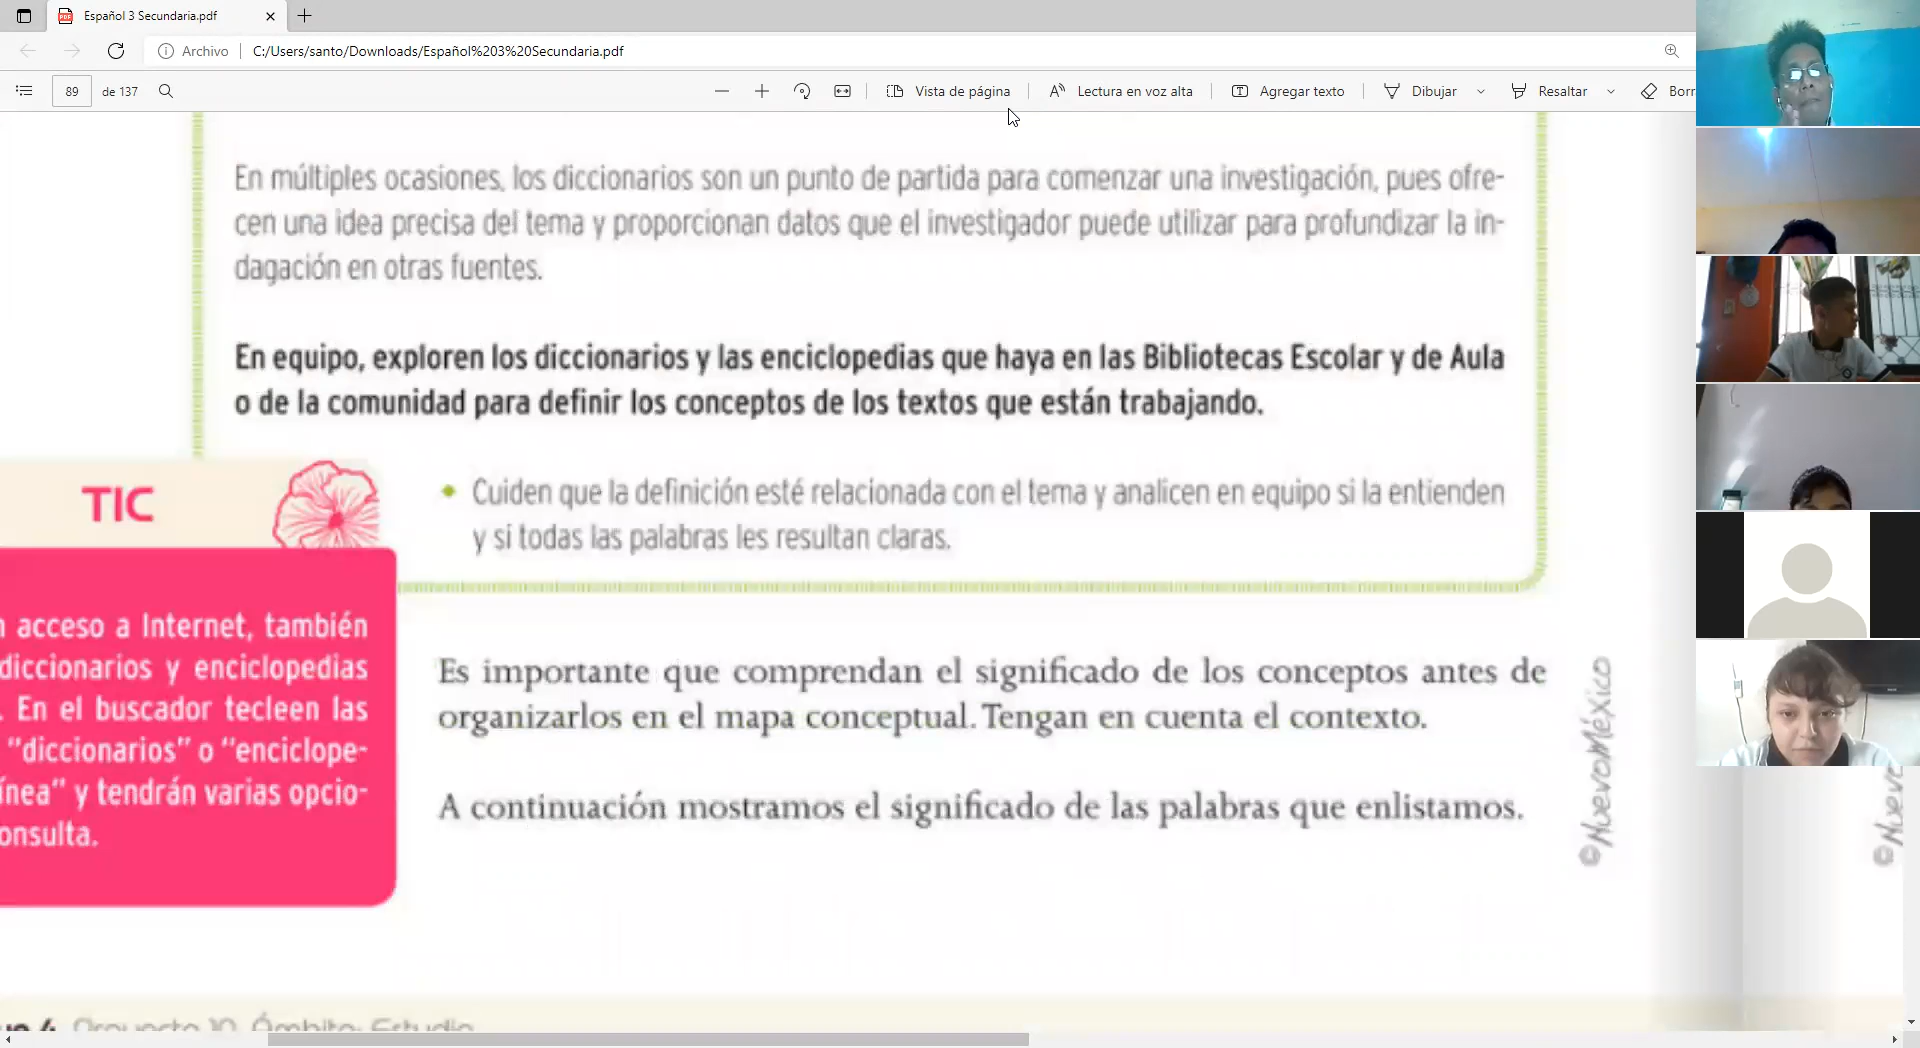 Español 3 Secundaria.pdf
Archivo
C:/Users/santo/Downloads/Español%203%20Secundaria.pdf
89 de 137
Vista de página
Lectura en voz alta
Agregar texto
Dibujar
Resaltar
Borr
En múltiples ocasiones, los diccionarios son un punto de partida para comenzar una investigación, pues ofre-
cen una idea precisa del tema y proporcionan datos que el investigador puede utilizar para profundizar la in-
dagación en otras fuentes.
En equipo, exploren los diccionarios y las enciclopedias que haya en las Bibliotecas Escolar y de Aula
o de la comunidad para definir los conceptos de los textos que están trabajando.
• Cuiden que la definición esté relacionada con el tema y analicen en equipo si la entienden
y si todas las palabras les resultan claras.
TIC
n acceso a Internet, también
diccionarios y enciclopedias
. En el buscador tecleen las
"diccionarios" o "enciclope-
ínea" y tendrán varias opcio-
onsulta.
Es importante que comprendan el significado de los conceptos antes de
organizarlos en el mapa conceptual. Tengan en cuenta el contexto.
A continuación mostramos el significado de las palabras que enlistamos.
©NuevoMéxico
©Nueve
Proyecto 10. Ámbito: Estudio